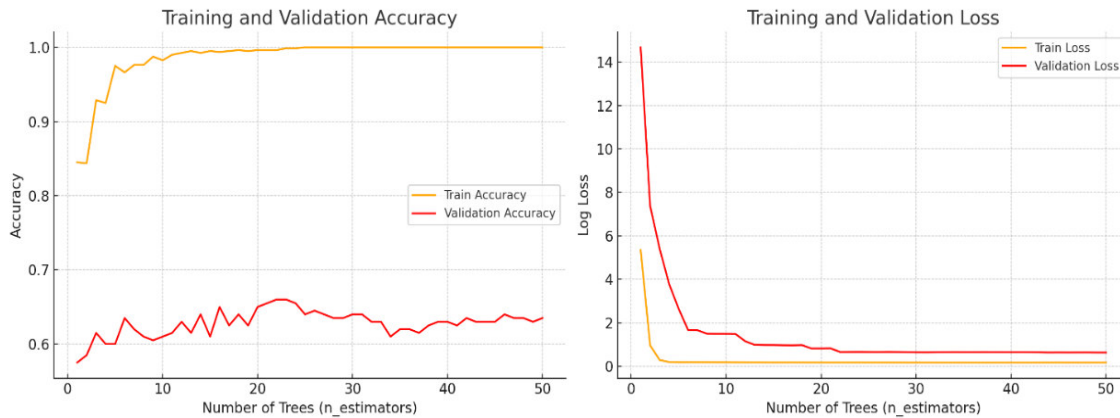 Training and Validation Accuracy
Accuracy
1.0
0.9
0.8
0.7
0.6
Train Accuracy
Validation Accuracy
0 10 20 30 40 50
Number of Trees (n_estimators)
Training and Validation Loss
Log Loss
14
12
10
8
6
4
2
0
Train Loss
Validation Loss
0 10 20 30 40 50
Number of Trees (n_estimators)